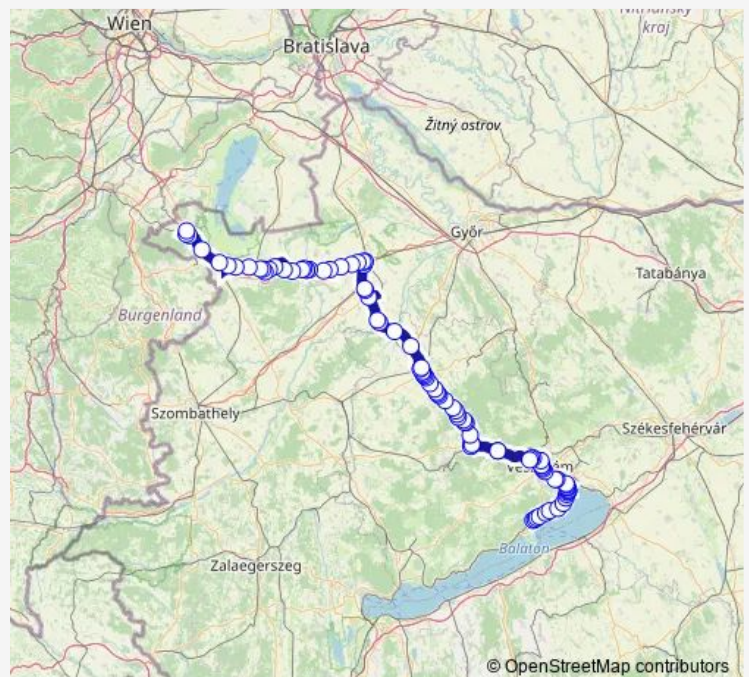 Wien
Nitriansky
kraj
Bratislava
Žitný ostrov
Győr
Tatabánya
Burgenland
Szombathely
Székesfehérvár
Veszprém
Balaton
Zalaegerszeg
© OpenStreetMap contributors